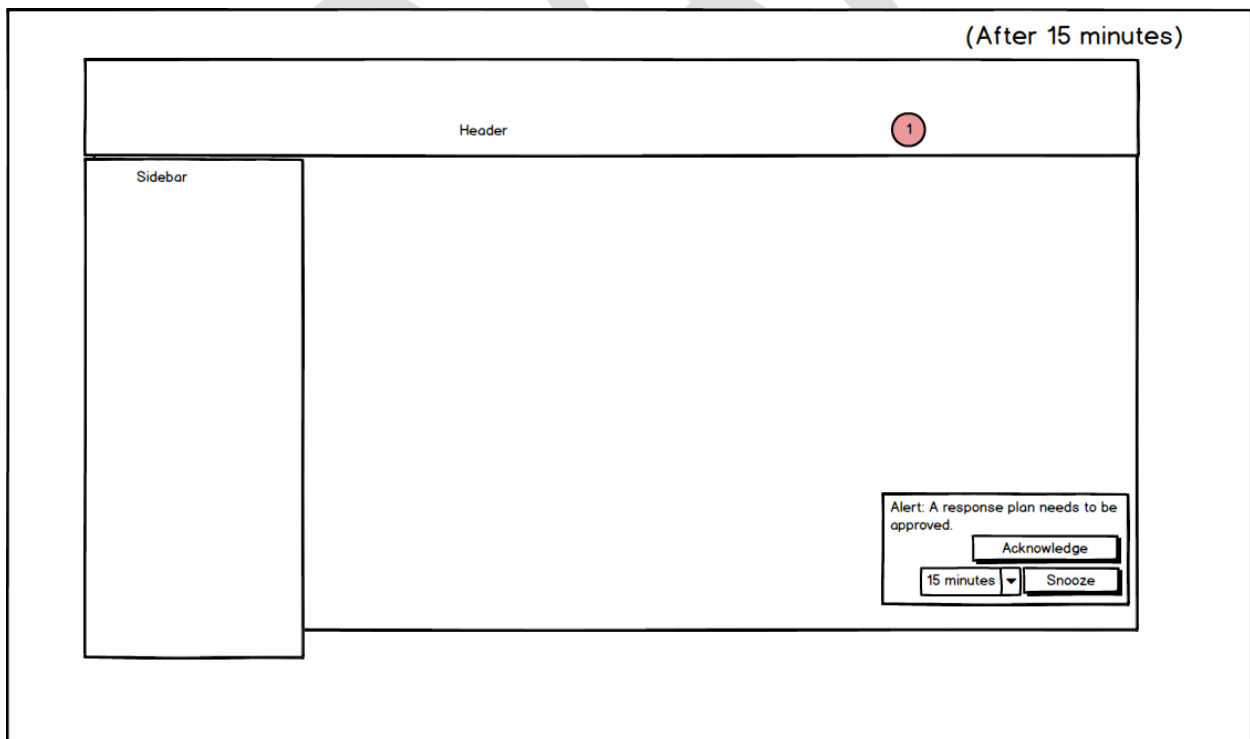 (After 15 minutes)
Header
1
Sidebar
Alert: A response plan needs to be
approved.
Acknowledge
15 minutes
Snooze